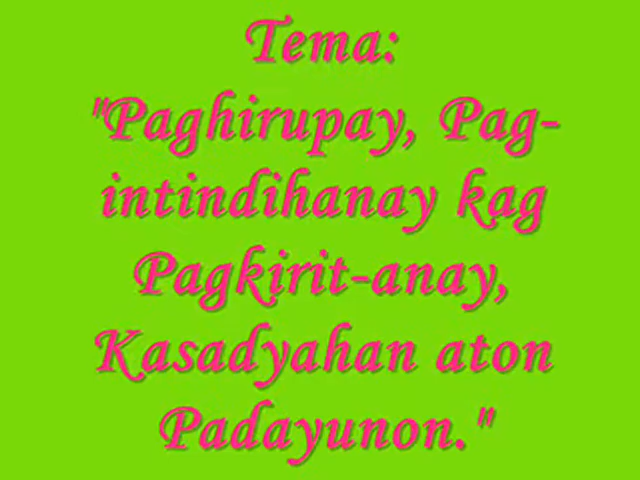 Tema:
"Paghirupay, Pag-
intindihanay kag
Pagkirit-anay,
Kasadyahan aton
Padayunon."